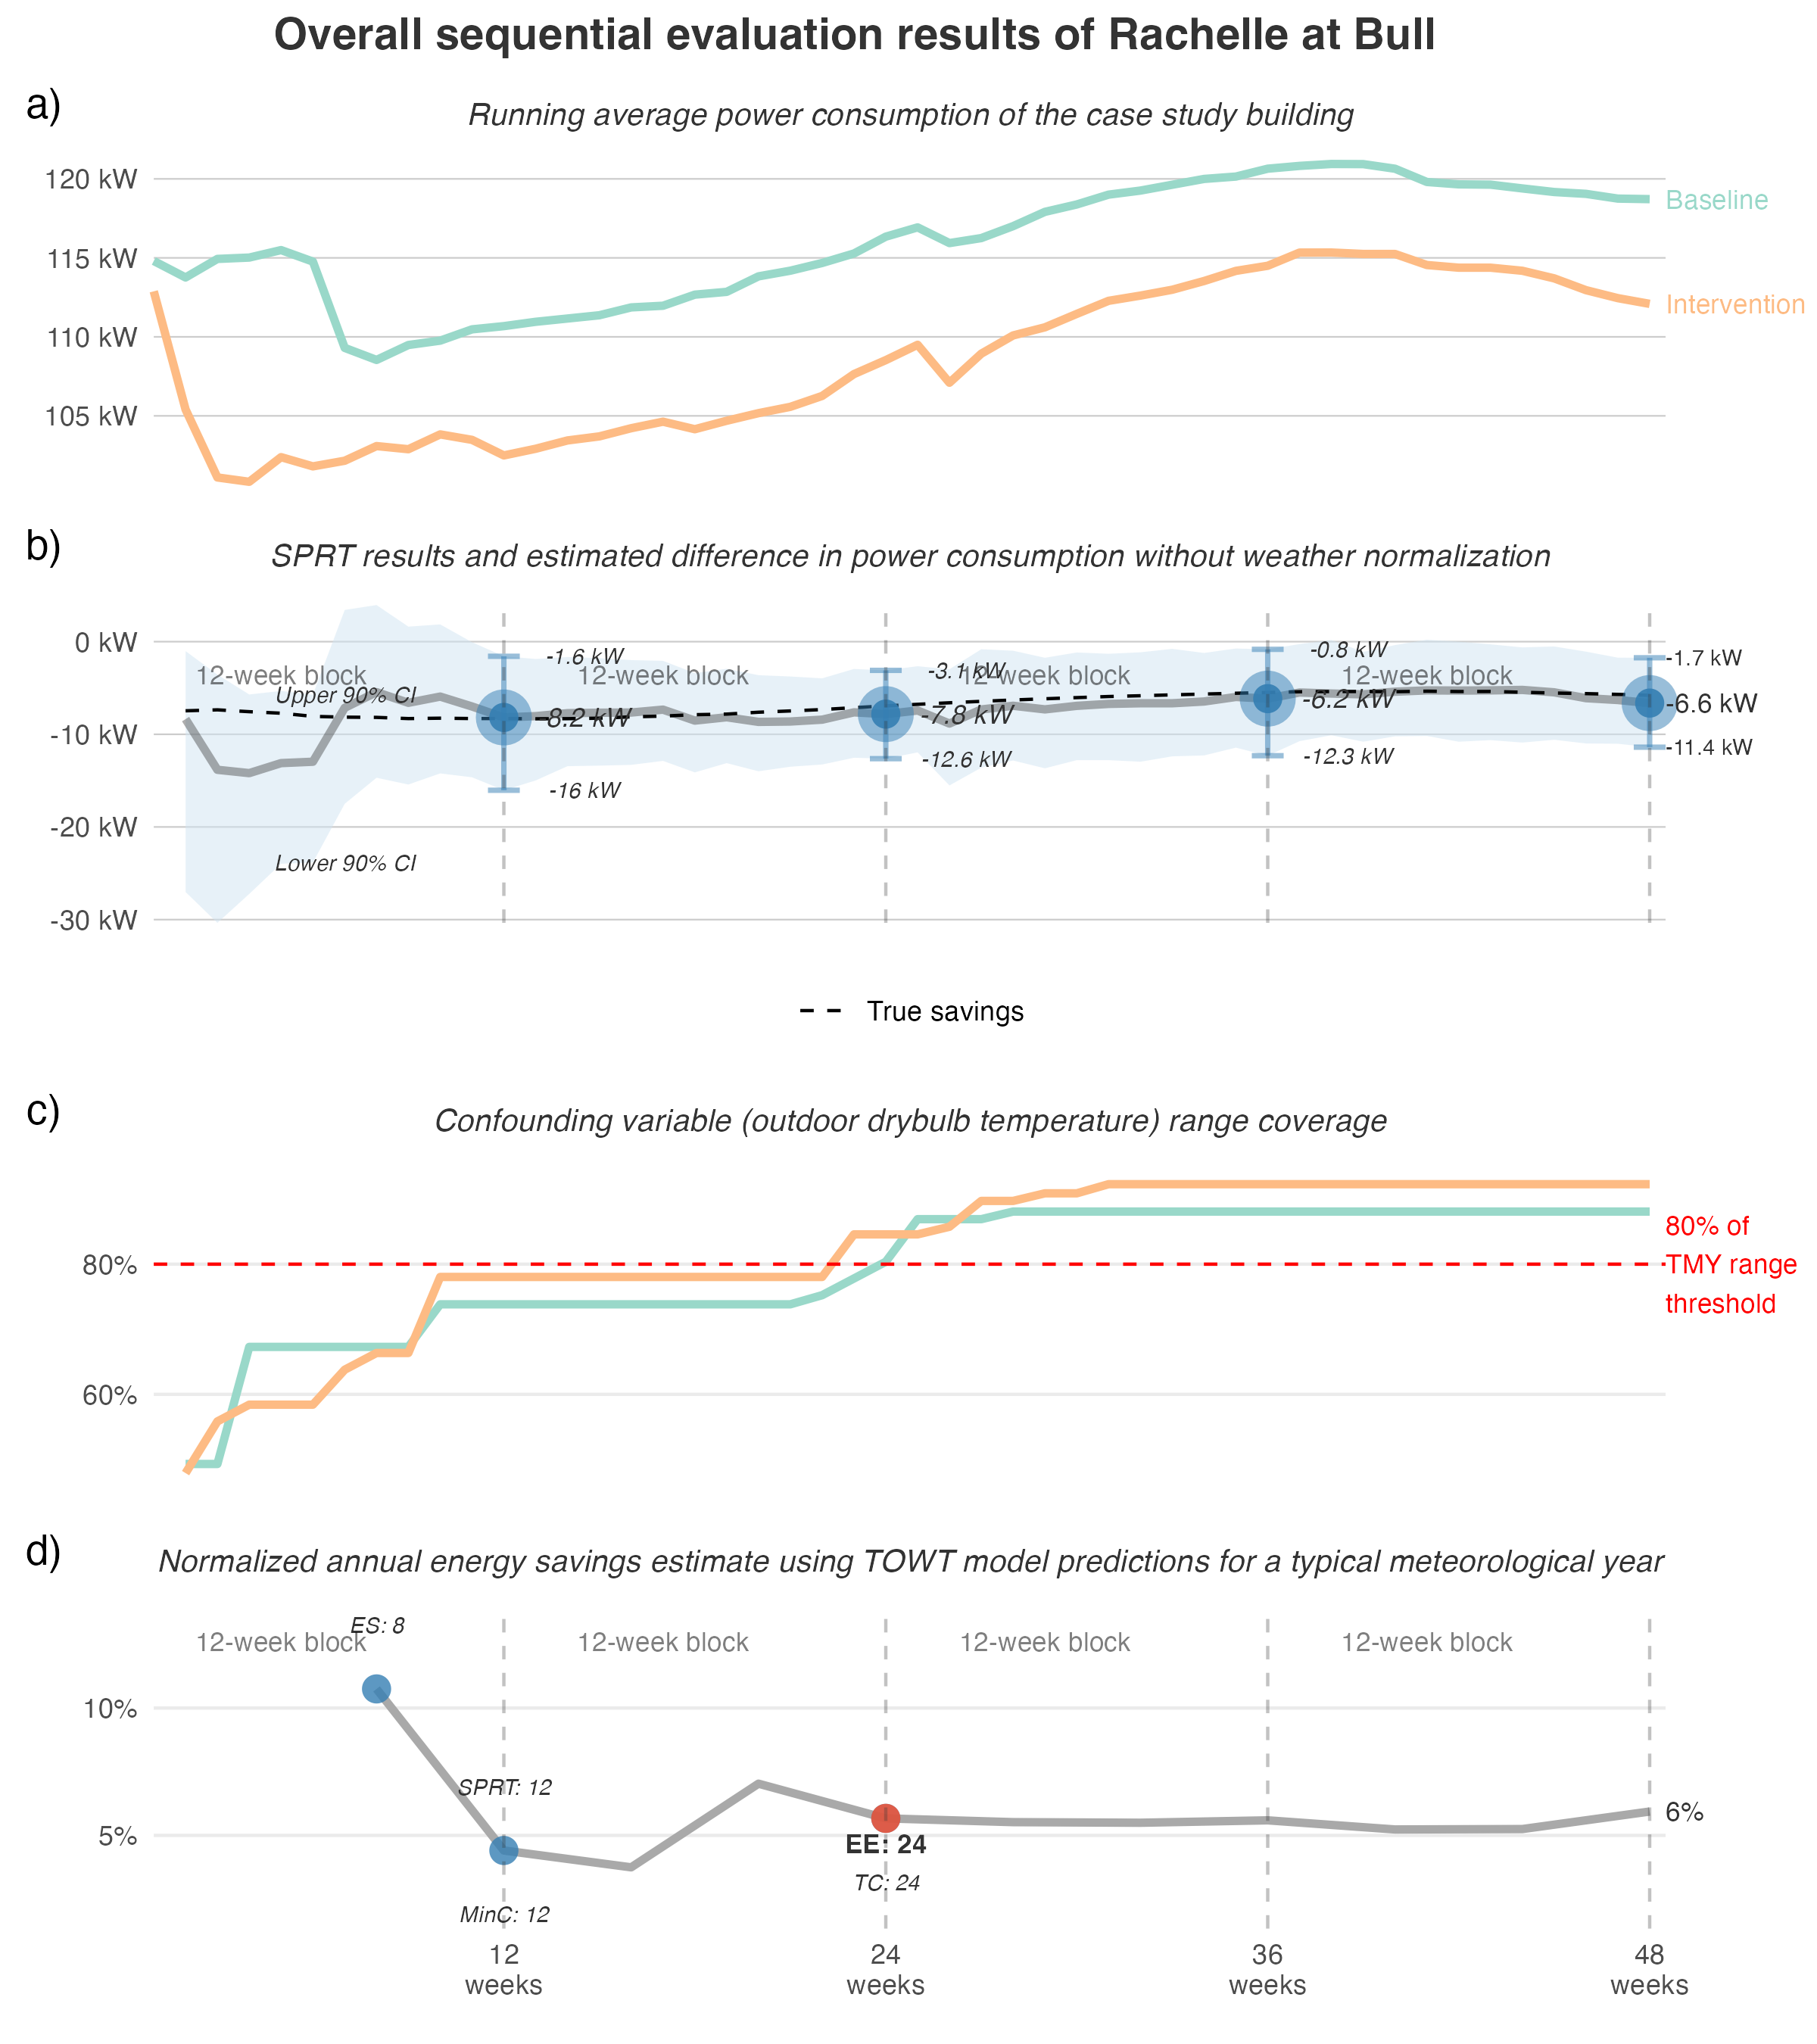 Overall sequential evaluation results of Rachelle at Bull
a)
Running average power consumption of the case study building
120 kW
115 kW
110 kW
105 kW
Baseline
Intervention
b)
SPRT results and estimated difference in power consumption without weather normalization
0 kW
-10 kW
-20 kW
-30 kW
12-week block
12-week block
12-week block
12-week block
Upper 90% CI
Lower 90% CI
-1.6 kW
-8.2 kW
-16 kW
-3.1 kW
-7.8 kW
-12.6 kW
-0.8 kW
-6.2 kW
-12.3 kW
-1.7 kW
-6.6 kW
-11.4 kW
True savings
c)
Confounding variable (outdoor drybulb temperature) range coverage
80%
60%
80% of
TMY range
threshold
d)
Normalized annual energy savings estimate using TOWT model predictions for a typical meteorological year
ES: 8
12-week block
12-week block
12-week block
12-week block
10%
5%
SPRT: 12
MinC: 12
EE: 24
TC: 24
6%
12
weeks
24
weeks
36
weeks
48
weeks